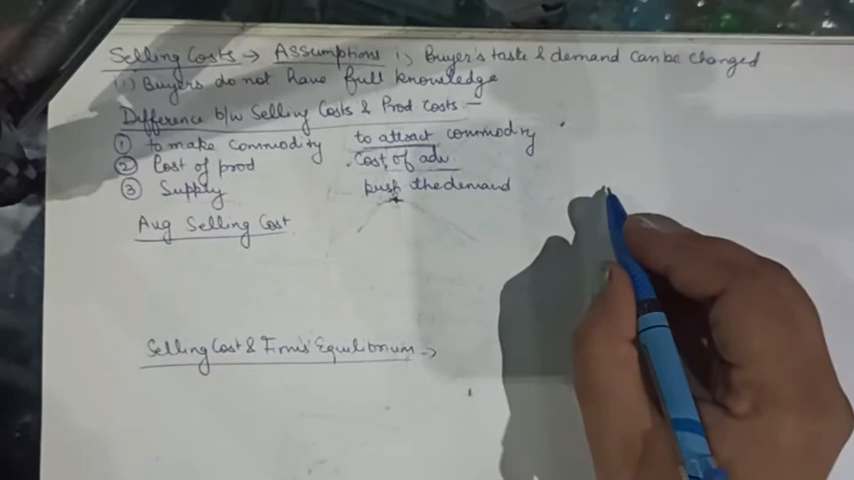 Selling Costs → Assumptions i) Buyer's taste & demand can be changed
ii) Buyers do not have full knowledge
Difference b/w Selling Costs & Prod Costs :-
① to make commodity to attract commodity
② Cost of prod Cost of adv
③ Supply push the demand
Avg Selling Cost
Selling Cost & Firms' Equilibrium →